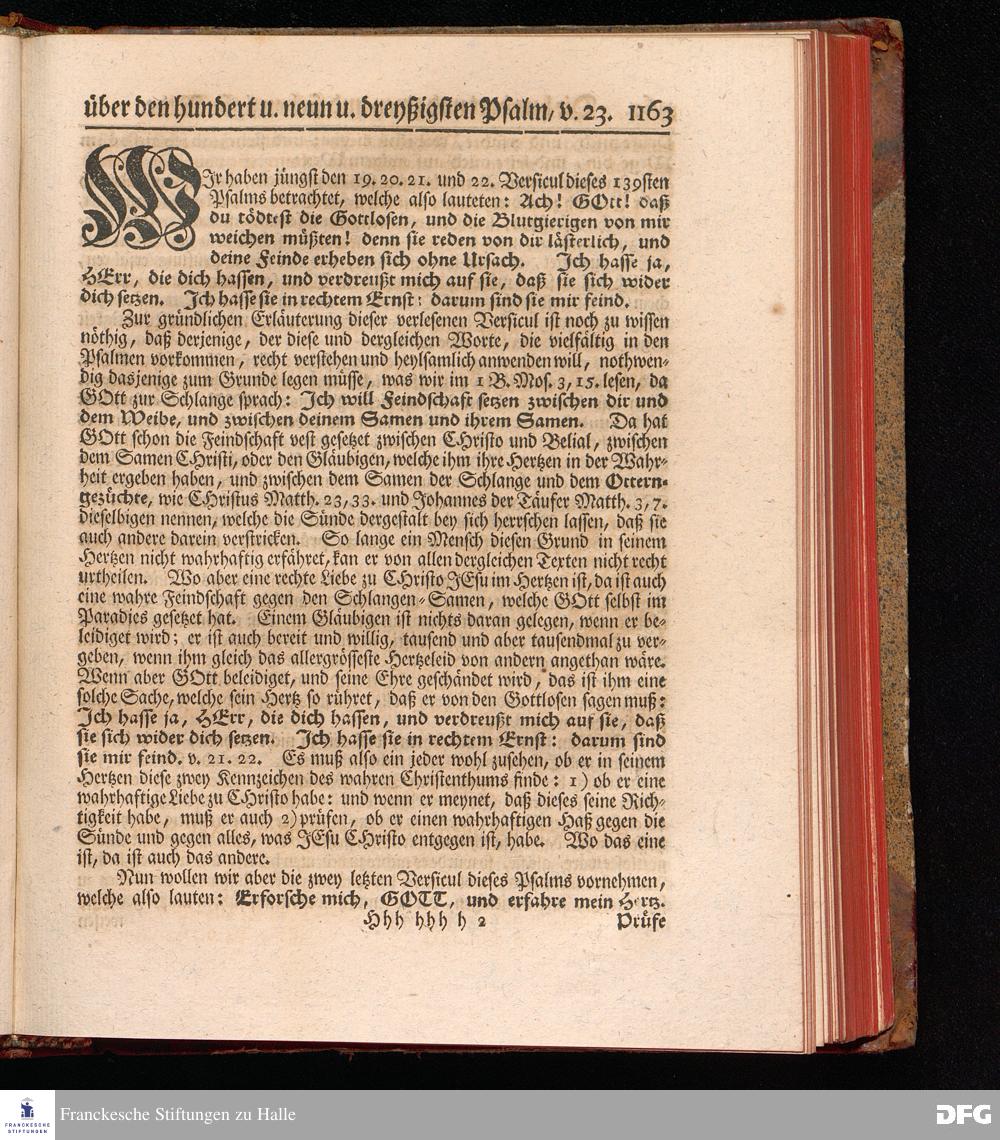 über den hundert u. neun u. dreyßigsten Psalm, v. 23. 1163
WIr haben jüngst den 19. 20. 21. und 22. Versicul dieses 139sten
Psalms betrachtet, welche also lauteten: Ach! GOtt! daß
du tödtest die Gottlosen, und die Blutgierigen von mir
weichen müßten! denn sie reden von dir lästerlich, und
deine Feinde erheben sich ohne Ursach. Ich hasse ja,
HErr, die dich hassen, und verdreußt mich auf sie, daß sie sich wider
dich setzen. Ich hasse sie in rechtem Ernst: darum sind sie mir feind.
Zur gründlichen Erläuterung dieser verlesenen Versicul ist noch zu wissen
nöthig, daß derjenige, der diese und dergleichen Worte, die vielfältig in den
Psalmen vorkommen, recht verstehen und heylsamlich anwenden will, nothwen-
dig dasjenige zum Grunde legen müsse, was wir im 1 B. Mos. 3, 15. lesen, da
GOtt zur Schlange sprach: Ich will Feindschaft setzen zwischen dir und
dem Weibe, und zwischen deinem Samen und ihrem Samen. Da hat
GOtt schon die Feindschaft vest gesetzet zwischen CHristo und Belial, zwischen
dem Samen CHristi, oder den Gläubigen, welche ihm ihre Hertzen in der Wahr-
heit ergeben haben, und zwischen dem Samen der Schlange und dem Ottern-
gezüchte, wie CHristus Matth. 23, 33. und Johannes der Täufer Matth. 3, 7.
dieselbigen nennen, welche die Sünde dergestalt bey sich herrschen lassen, daß sie
auch andere darein verstricken. So lange ein Mensch diesen Grund in seinem
Hertzen nicht wahrhaftig erfähret, kan er von allen dergleichen Texten nicht recht
urtheilen. Wo aber eine rechte Liebe zu CHristo JEsu im Hertzen ist, da ist auch
eine wahre Feindschaft gegen den Schlangen-Samen, welche GOtt selbst im
Paradies gesetzet hat. Einem Gläubigen ist nichts daran gelegen, wenn er be-
leidiget wird; er ist auch bereit und willig, tausend und aber tausendmal zu ver-
geben, wenn ihm gleich das allergrösseste Hertzeleid von andern angethan wäre.
Wenn aber GOtt beleidiget, und seine Ehre geschändet wird, das ist ihm eine
solche Sache, welche sein Hertz so rühret, daß er von den Gottlosen sagen muß:
Ich hasse ja, HErr, die dich hassen, und verdreußt mich auf sie, daß
sie sich wider dich setzen. Ich hasse sie in rechtem Ernst: darum sind
sie mir feind. v. 21. 22. Es muß also ein jeder wohl zusehen, ob er in seinem
Hertzen diese zwey Kennzeichen des wahren Christenthums finde: 1) ob er eine
wahrhaftige Liebe zu CHristo habe: und wenn er meynet, daß dieses seine Rich-
tigkeit habe, muß er auch 2) prüfen, ob er einen wahrhaftigen Haß gegen die
Sünde und gegen alles, was JEsu CHristo entgegen ist, habe. Wo das eine
ist, da ist auch das andere.
Nun wollen wir aber die zwey letzten Versicul dieses Psalms vornehmen,
welche also lauten: Erforsche mich, GOTT, und erfahre mein Hertz.
Hhh hhh h 2 Prüfe
FRANCKESCHE
STIFTUNGEN
Franckesche Stiftungen zu Halle
DFG